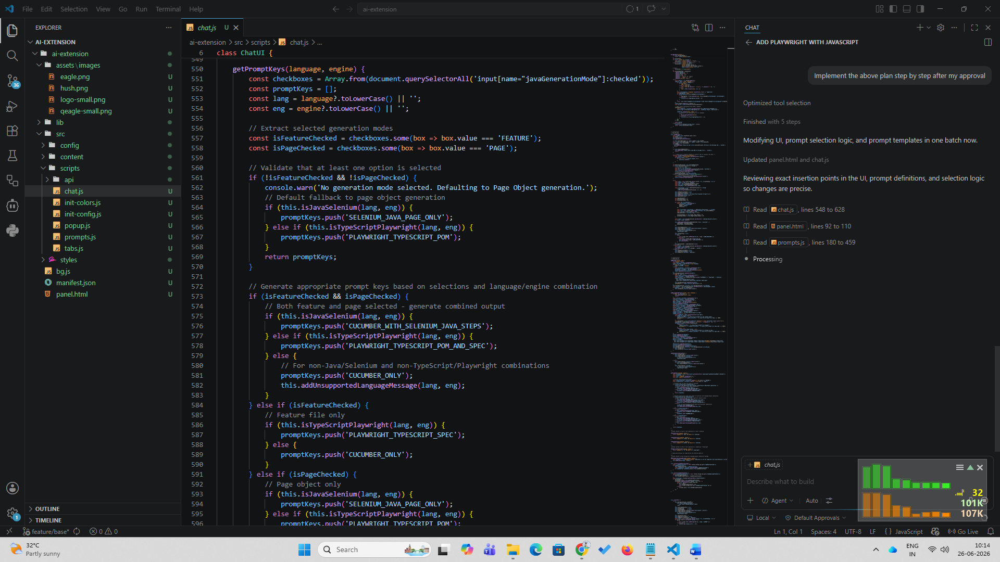 File Edit Selection View Go Run Terminal Help
ai-extension
1
EXPLORER
AI-EXTENSION
ai-extension
assets\images
eagle.png U
hush.png U
logo-small.png U
qeagle-small.png U
lib
src
config
content
scripts
api
chat.js U
init-colors.js U
init-config.js U
popup.js U
prompts.js U
tabs.js U
styles
bg.js U
manifest.json U
panel.html U
OUTLINE
TIMELINE
36
1
chat.js U
ai-extension > src > scripts > chat.js > ...
6 class ChatUI {
549
550 getPromptKeys(language, engine) {
551 const checkboxes = Array.from(document.querySelectorAll('input[name="javaGenerationMode"]:checked'));
552 const promptKeys = [];
553 const lang = language?.toLowerCase() || '';
554 const eng = engine?.toLowerCase() || '';
555
556 // Extract selected generation modes
557 const isFeatureChecked = checkboxes.some(box => box.value === 'FEATURE');
558 const isPageChecked = checkboxes.some(box => box.value === 'PAGE');
559
560 // Validate that at least one option is selected
561 if (!isFeatureChecked && !isPageChecked) {
562 console.warn('No generation mode selected. Defaulting to Page Object generation.');
563 // Default fallback to page object generation
564 if (this.isJavaSelenium(lang, eng)) {
565 promptKeys.push('SELENIUM_JAVA_PAGE_ONLY');
566 } else if (this.isTypeScriptPlaywright(lang, eng)) {
567 promptKeys.push('PLAYWRIGHT_TYPESCRIPT_POM');
568 }
569 return promptKeys;
570 }
571
572 // Generate appropriate prompt keys based on selections and language/engine combination
573 if (isFeatureChecked && isPageChecked) {
574 // Both feature and page selected - generate combined output
575 if (this.isJavaSelenium(lang, eng)) {
576 promptKeys.push('CUCUMBER_WITH_SELENIUM_JAVA_STEPS');
577 } else if (this.isTypeScriptPlaywright(lang, eng)) {
578 promptKeys.push('PLAYWRIGHT_TYPESCRIPT_POM_AND_SPEC');
579 } else {
580 // For non-Java/Selenium and non-TypeScript/Playwright combinations
581 promptKeys.push('CUCUMBER_ONLY');
582 this.addUnsupportedLanguageMessage(lang, eng);
583 }
584 } else if (isFeatureChecked) {
585 // Feature file only
586 if (this.isTypeScriptPlaywright(lang, eng)) {
587 promptKeys.push('PLAYWRIGHT_TYPESCRIPT_SPEC');
588 } else {
589 promptKeys.push('CUCUMBER_ONLY');
590 }
591 } else if (isPageChecked) {
592 // Page object only
593 if (this.isJavaSelenium(lang, eng)) {
594 promptKeys.push('SELENIUM_JAVA_PAGE_ONLY');
595 } else if (this.isTypeScriptPlaywright(lang, eng)) {
596 promptKeys.push('PLAYWRIGHT_TYPESCRIPT_POM');
CHAT
ADD PLAYWRIGHT WITH JAVASCRIPT
Implement the above plan step by step after my approval
Optimized tool selection
Finished with 5 steps
Modifying UI, prompt selection logic, and prompt templates in one batch now.
Updated panel.html and chat.js
Reviewing exact insertion points in the UI, prompt definitions, and selection logic
so changes are precise.
Read chat.js, lines 548 to 628
Read panel.html, lines 92 to 110
Read prompts.js, lines 180 to 459
Processing
chat.js
Describe what to build
Agent Auto
Local Default Approvals
32
101K
107K
feature/base* 0 0
Ln 1, Col 1 Spaces: 4 UTF-8 LF { } JavaScript Go Live
32°C
Partly sunny
Search
ENG
IN
10:14
26-06-2026